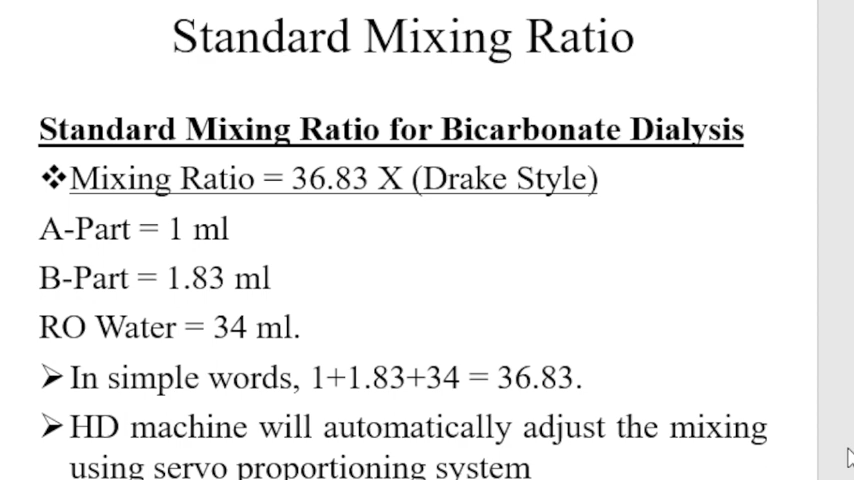 Standard Mixing Ratio
Standard Mixing Ratio for Bicarbonate Dialysis
❖Mixing Ratio = 36.83 X (Drake Style)
A-Part = 1 ml
B-Part = 1.83 ml
RO Water = 34 ml.
➢In simple words, 1+1.83+34 = 36.83.
➢HD machine will automatically adjust the mixing
using servo proportioning system